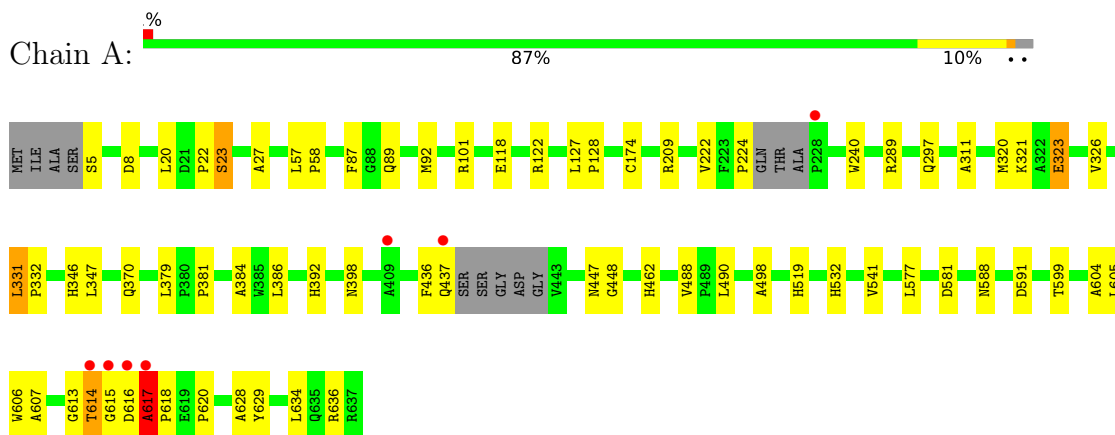 %
Chain A:
87% 10% • •
MET ILE ALA SER S5 D8 L20 D21 P22 S23 A27 L57 P58 F87 G88 Q89 M92 R101 E118 R122 L127 P128 C174 R209 V222 F223 P224 GLN THR ALA P228 W240 R289 Q297 A311 M320 K321 A322 E323 V326
L331 P332 H346 L347 Q370 L379 P380 P381 A384 W385 L386 H392 N398 A409 F436 Q437 SER SER GLY ASP GLY V443 N447 G448 H462 V488 P489 L490 A498 H519 H532 V541 L577 D581 N588 D591 T599 A604 L605
W606 A607 G613 T614 G615 D616 A617 P618 E619 P620 A628 Y629 L634 Q635 R636 R637